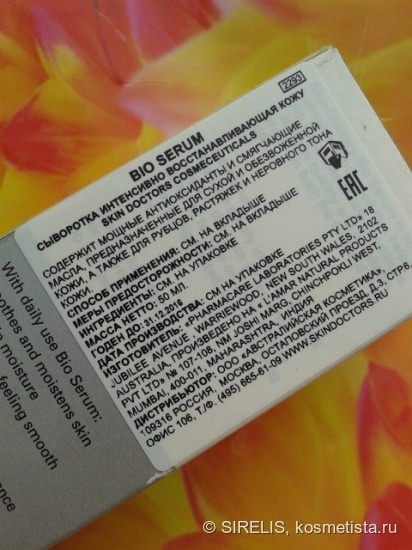 2293
BIO SERUM
СЫВОРОТКА ИНТЕНСИВНО ВОССТАНАВЛИВАЮЩАЯ КОЖУ
SKIN DOCTORS COSMECEUTICALS
СОДЕРЖИТ МОЩНЫЕ АНТИОКСИДАНТЫ И СМЯГЧАЮЩИЕ
МАСЛА, ПРЕДНАЗНАЧЕННЫЕ ДЛЯ СУХОЙ И ОБЕЗВОЖЕННОЙ
КОЖИ, А ТАКЖЕ ДЛЯ РУБЦОВ, РАСТЯЖЕК И НЕРОВНОГО ТОНА
КОЖИ.
СПОСОБ ПРИМЕНЕНИЯ: СМ. НА ВКЛАДЫШЕ
МЕРЫ ПРЕДОСТОРОЖНОСТИ: СМ. НА ВКЛАДЫШЕ
ИНГРЕДИЕНТЫ: СМ. НА УПАКОВКЕ
МАССА НЕТТО: 50 МЛ.
ГОДЕН ДО: 31.12.2016
ДАТА ПРОИЗВОДСТВА: СМ. НА УПАКОВКЕ
ИЗГОТОВИТЕЛЬ: «PHARMACARE LABORATORIES PTY LTD» 18
JUBILEE AVENUE, WARRIEWOOD, NEW SOUTH WALES, 2102
АВСТРАЛИЯ, ПРОИЗВЕДЕНО НА «L'AMAR NATURAL PRODUCTS
PVT LTD» № 107-108, NM JOSHI MARG, CHINCHPOKLI WEST,
MUMBAI, 400,011, MAHARASHTRA, ИНДИЯ
ДИСТРИБЬЮТОР: ООО «АВСТРАЛИЙСКАЯ КОСМЕТИКА»
109316 РОССИЯ, МОСКВА, ОСТАПОВСКИЙ ПРОЕЗД, Д.3, СТР.6,
ОФИС 106, Т/Ф. (495) 665-61-09 WWW.SKINDOCTORS.RU
EAC
With daily use Bio Serum:
and moistens skin
moisture
feeling smooth
© SIRELIS, kosmetista.ru